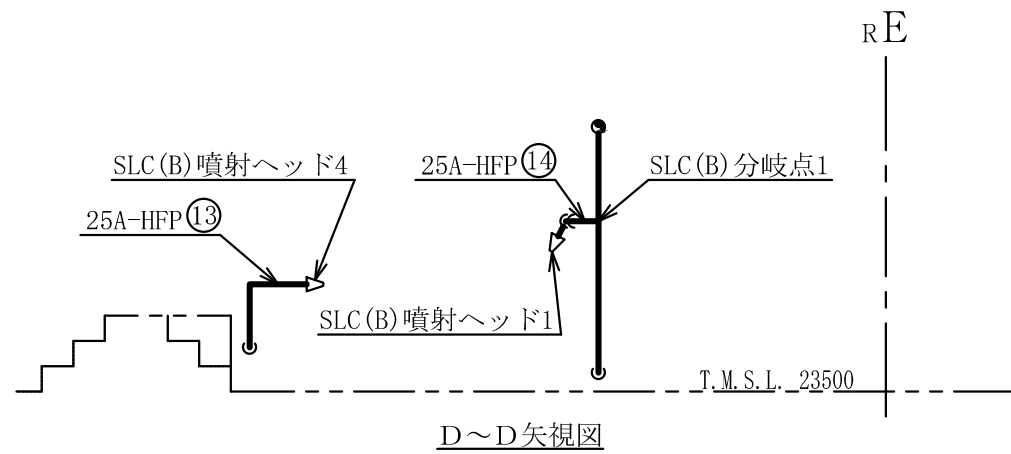 RE
SLC(B)噴射ヘッド4
25A-HFP⑭
SLC(B)分岐点1
25A-HFP⑬
SLC(B)噴射ヘッド1
T.M.S.L. 23500
D～D矢視図